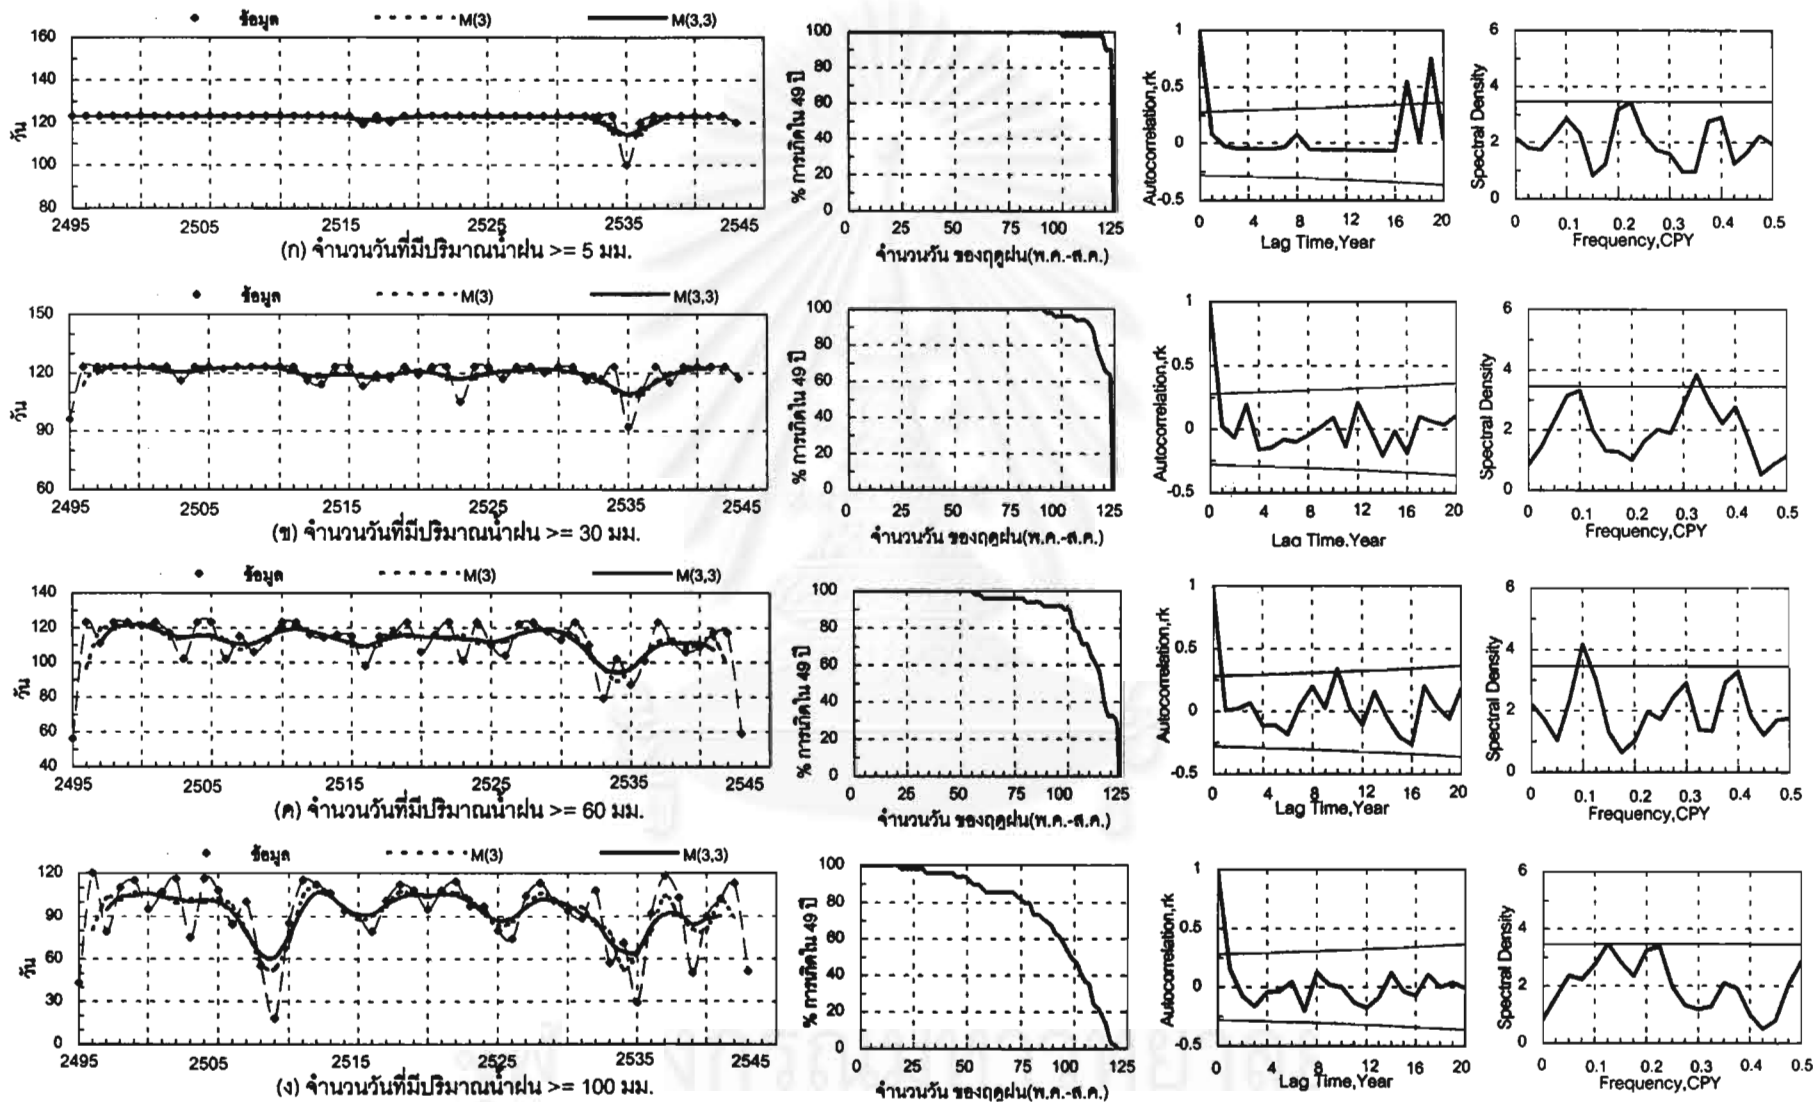 ข้อมูล M(3) M(3,3)
วัน
160
140
120
100
80
2495 2505 2515 2525 2535 2545
(ก) จำนวนวันที่มีปริมาณน้ำฝน >= 5 มม.
% การเกิดใน 49 ปี
100
80
60
40
20
0
0 25 50 75 100 125
จำนวนวัน ของฤดูฝน(พ.ค.-ส.ค.)
Autocorrelation,rk
1
0.5
0
-0.5
0 4 8 12 16 20
Lag Time,Year
Spectral Density
6
4
2
0
0 0.1 0.2 0.3 0.4 0.5
Frequency,CPY
ข้อมูล M(3) M(3,3)
วัน
150
120
90
60
2495 2505 2515 2525 2535 2545
(ข) จำนวนวันที่มีปริมาณน้ำฝน >= 30 มม.
% การเกิดใน 49 ปี
100
80
60
40
20
0
0 25 50 75 100 125
จำนวนวัน ของฤดูฝน(พ.ค.-ส.ค.)
Autocorrelation,rk
1
0.5
0
-0.5
0 4 8 12 16 20
Lag Time,Year
Spectral Density
6
4
2
0
0 0.1 0.2 0.3 0.4 0.5
Frequency,CPY
ข้อมูล M(3) M(3,3)
วัน
140
120
100
80
60
40
2495 2505 2515 2525 2535 2545
(ค) จำนวนวันที่มีปริมาณน้ำฝน >= 60 มม.
% การเกิดใน 49 ปี
100
80
60
40
20
0
0 25 50 75 100 125
จำนวนวัน ของฤดูฝน(พ.ค.-ส.ค.)
Autocorrelation,rk
1
0.5
0
-0.5
0 4 8 12 16 20
Lag Time,Year
Spectral Density
6
4
2
0
0 0.1 0.2 0.3 0.4 0.5
Frequency,CPY
ข้อมูล M(3) M(3,3)
วัน
120
90
60
30
0
2495 2505 2515 2525 2535 2545
(ง) จำนวนวันที่มีปริมาณน้ำฝน >= 100 มม.
% การเกิดใน 49 ปี
100
80
60
40
20
0
0 25 50 75 100 125
จำนวนวัน ของฤดูฝน(พ.ค.-ส.ค.)
Autocorrelation,rk
1
0.5
0
-0.5
0 4 8 12 16 20
Lag Time,Year
Spectral Density
6
4
2
0
0 0.1 0.2 0.3 0.4 0.5
Frequency,CPY